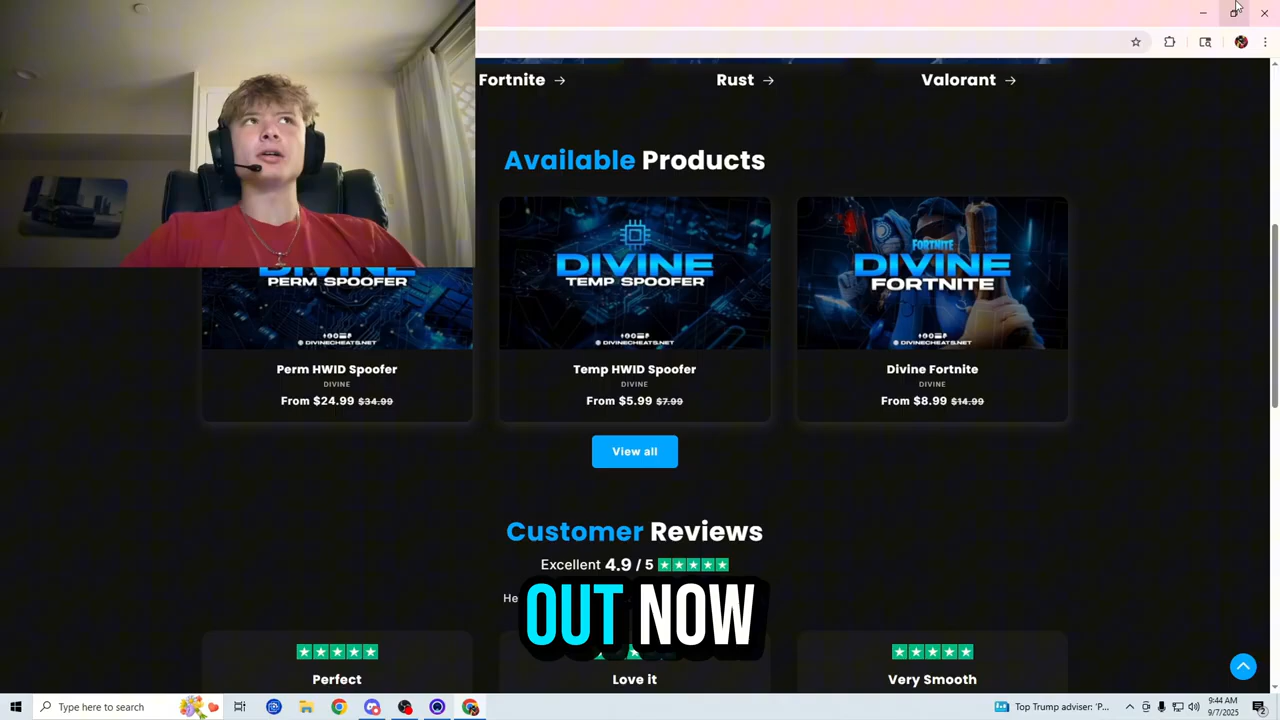 Fortnite →
Rust →
Valorant →
Available Products
DIVINE
PERM SPOOFER
DIVINECHEATS.NET
Perm HWID Spoofer
DIVINE
From $24.99 $34.99
DIVINE
TEMP SPOOFER
DIVINECHEATS.NET
Temp HWID Spoofer
DIVINE
From $5.99 $7.99
FORTNITE
DIVINE
FORTNITE
DIVINECHEATS.NET
Divine Fortnite
DIVINE
From $8.99 $14.99
View all
Customer Reviews
Excellent 4.9 / 5
He
OUT NOW
Perfect
Love it
Very Smooth
Type here to search
Top Trump adviser: 'P...
9:44 AM
9/7/2025
2